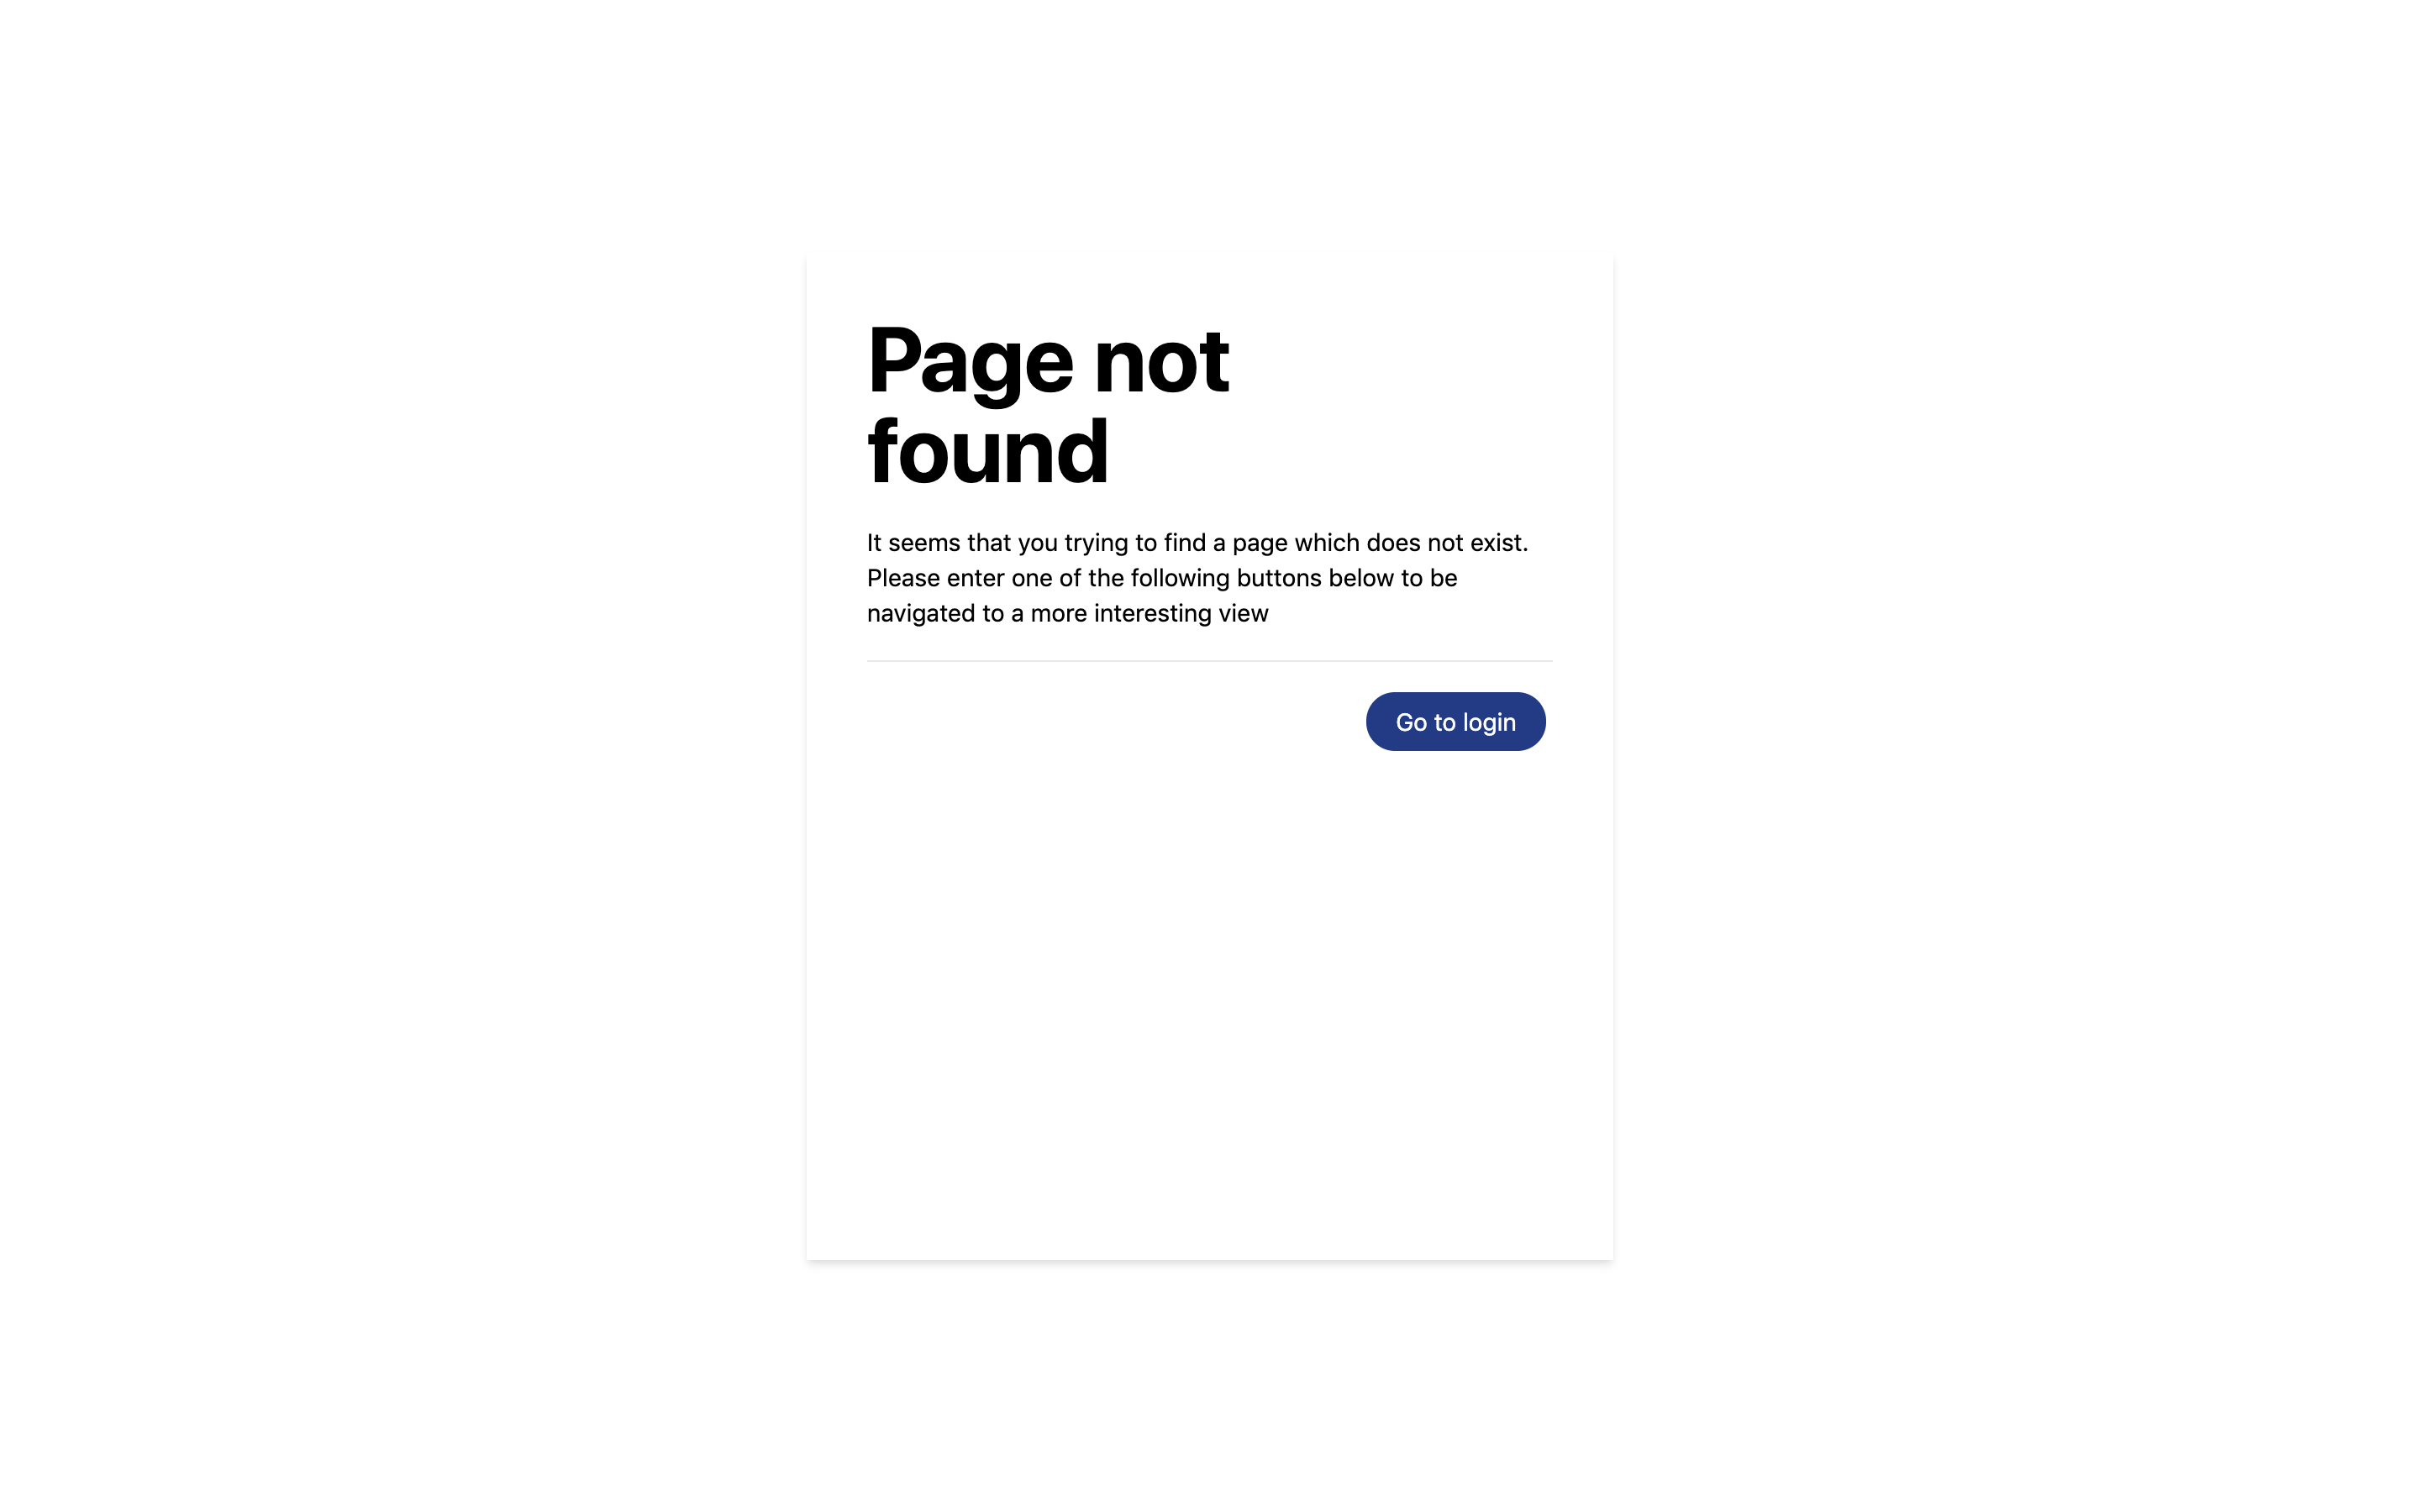 Page not
found
It seems that you trying to find a page which does not exist.
Please enter one of the following buttons below to be
navigated to a more interesting view
Go to login